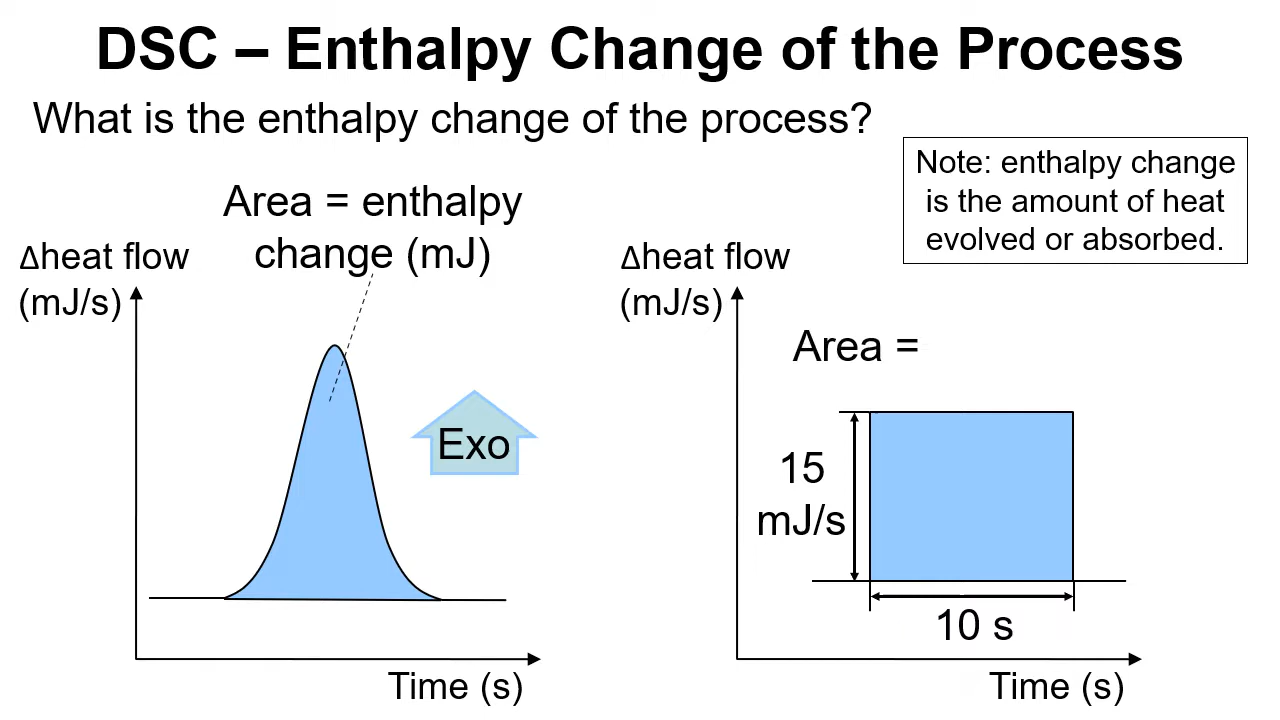 DSC – Enthalpy Change of the Process
What is the enthalpy change of the process?
Note: enthalpy change
is the amount of heat
evolved or absorbed.
Area = enthalpy
change (mJ)
Δheat flow
(mJ/s)
Exo
Time (s)
Δheat flow
(mJ/s)
Area =
15
mJ/s
10 s
Time (s)